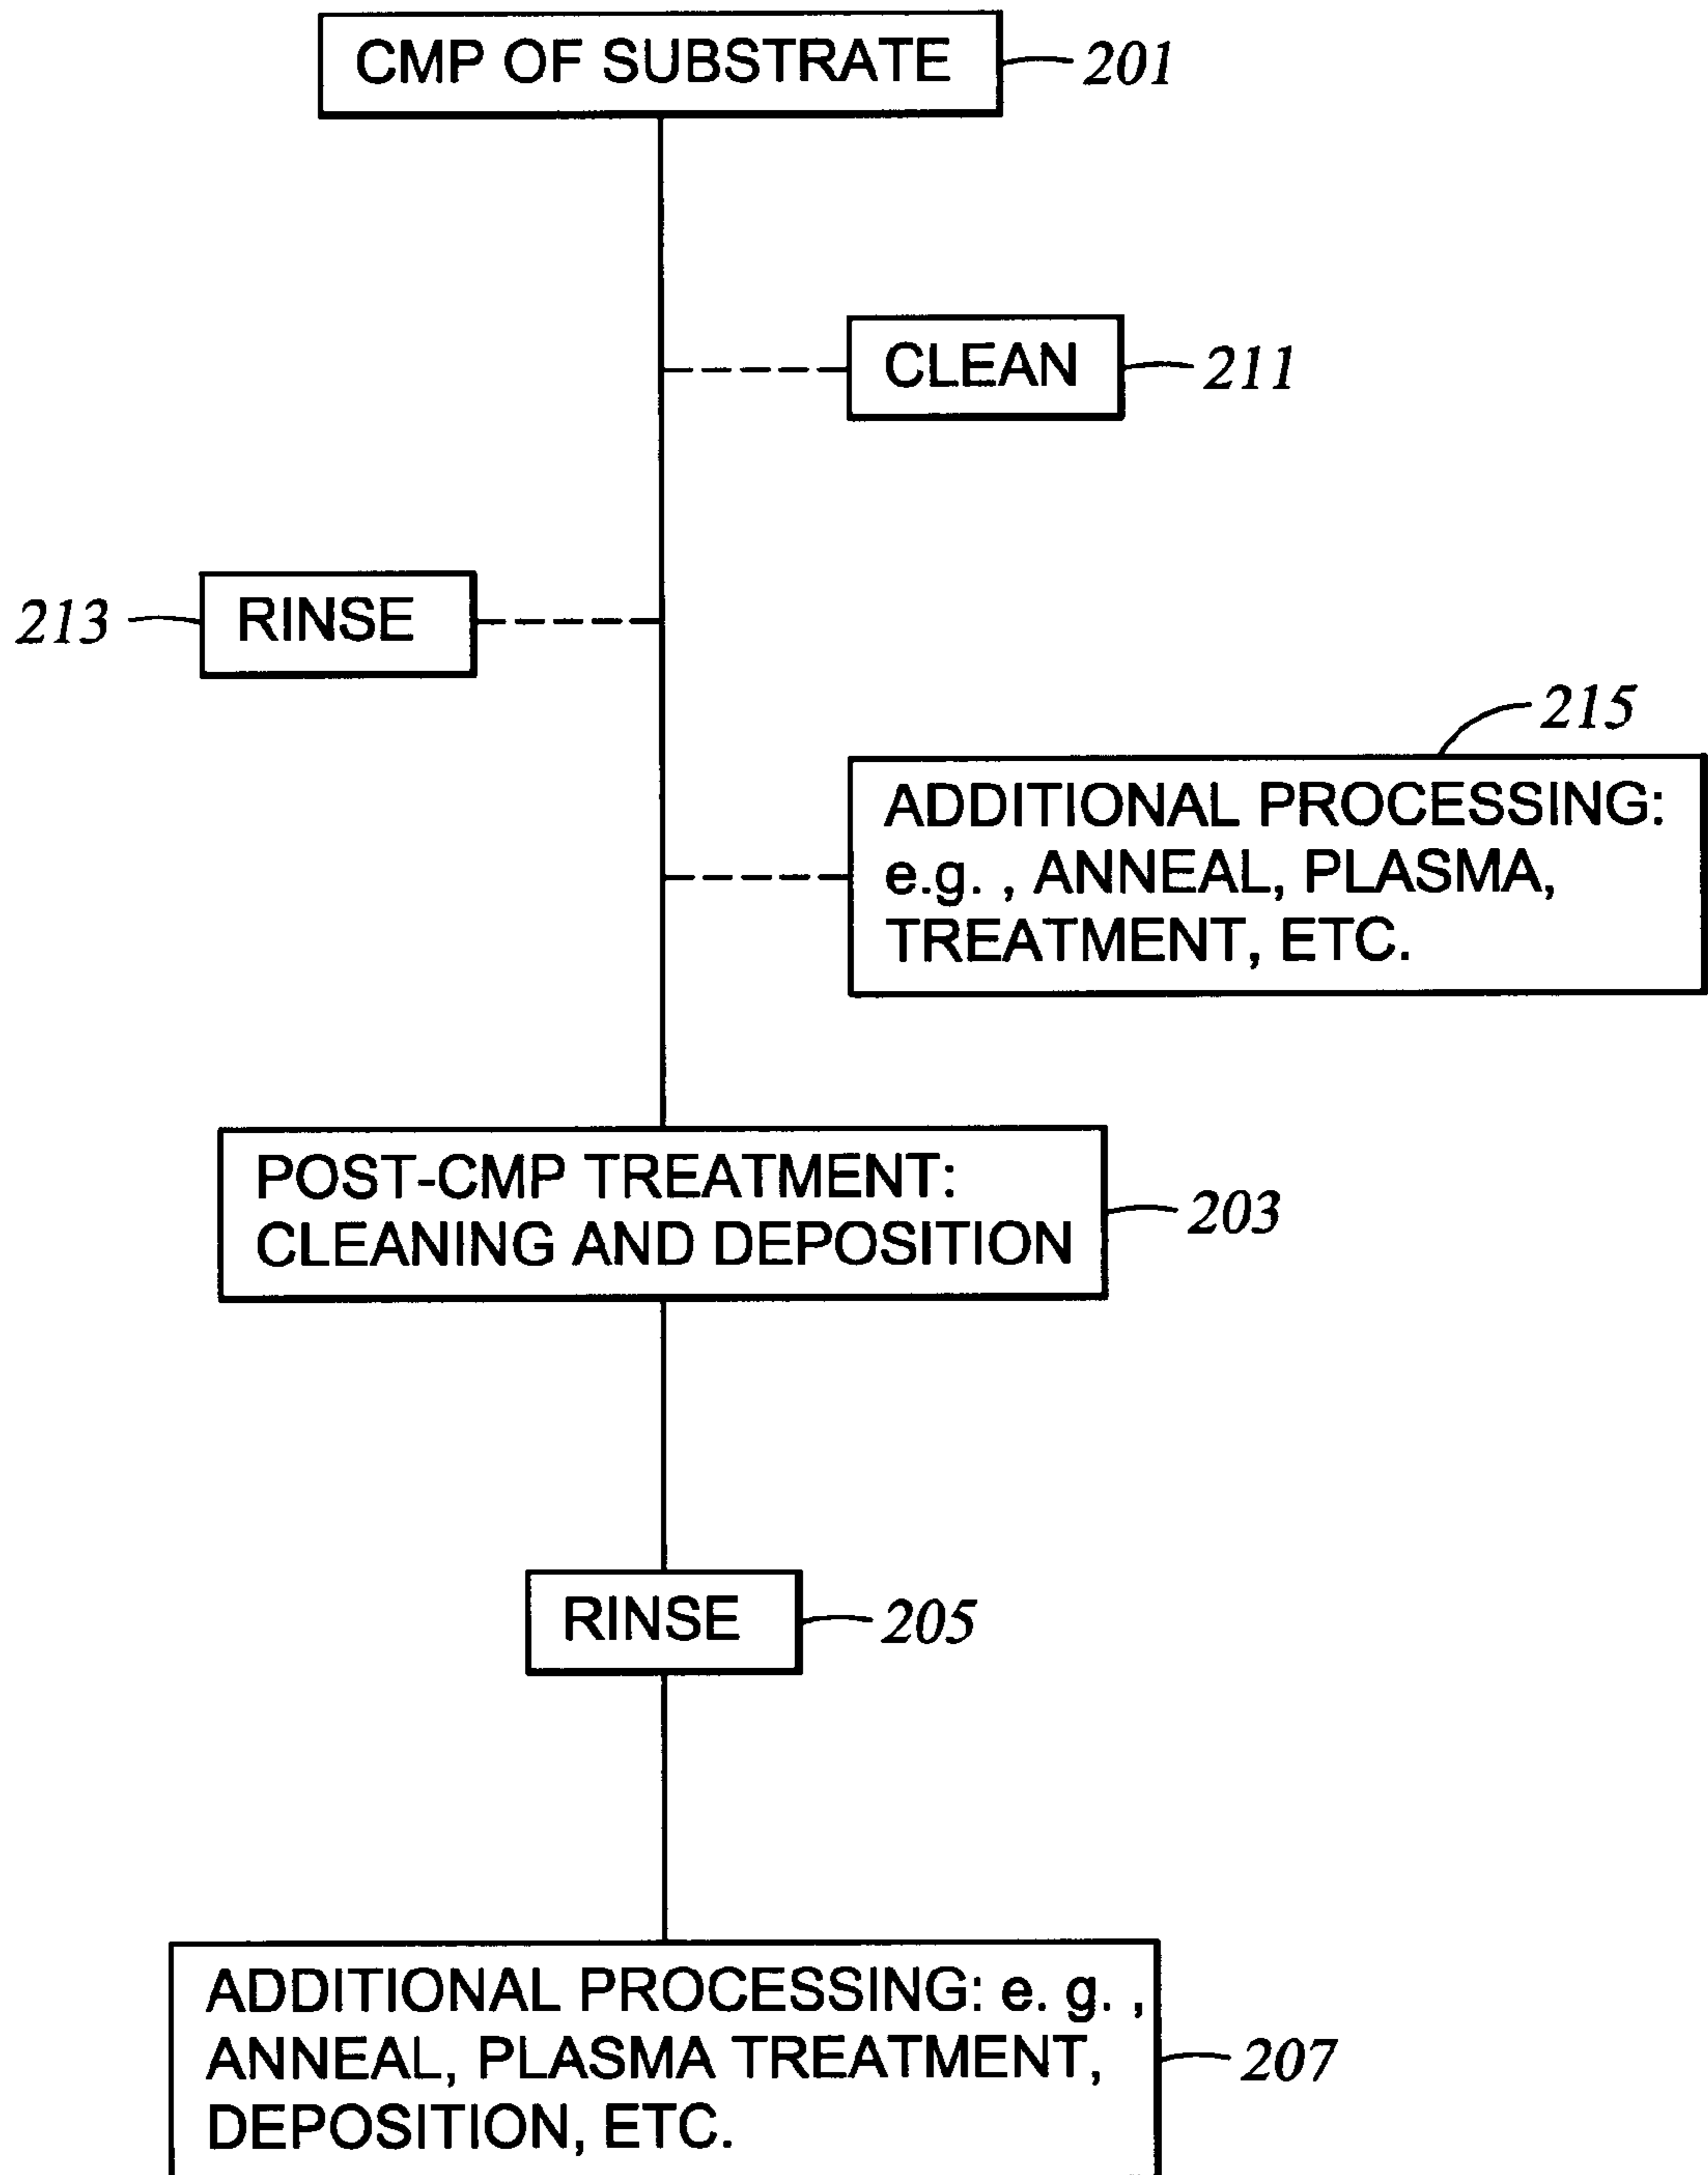 CMP OF SUBSTRATE
201
CLEAN
211
213
RINSE
215
ADDITIONAL PROCESSING:
e.g. , ANNEAL, PLASMA,
TREATMENT, ETC.
POST-CMP TREATMENT:
CLEANING AND DEPOSITION
203
RINSE
205
ADDITIONAL PROCESSING: e. g. ,
ANNEAL, PLASMA TREATMENT,
DEPOSITION, ETC.
207